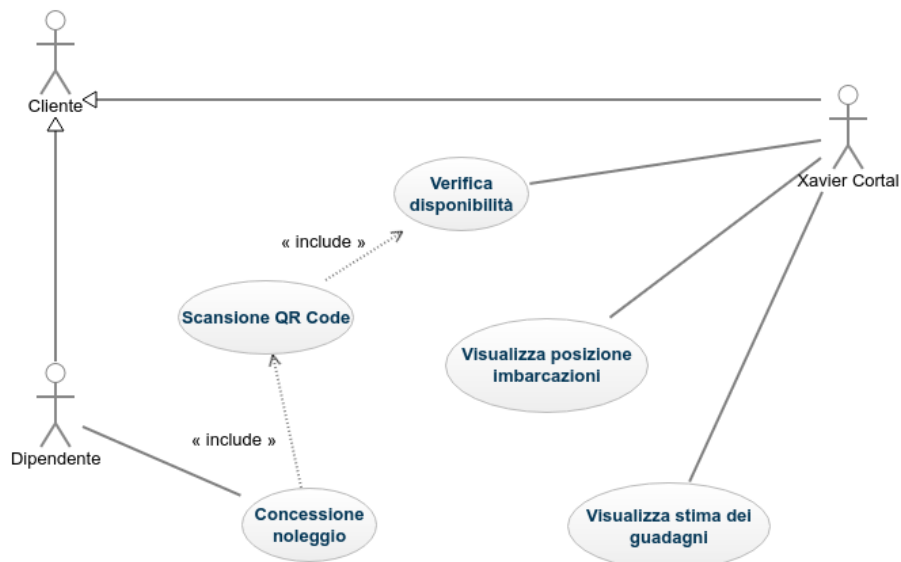 Cliente
Xavier Cortal
Verifica
disponibilità
« include »
Scansione QR Code
Visualizza posizione
imbarcazioni
« include »
Dipendente
Concessione
noleggio
Visualizza stima dei
guadagni